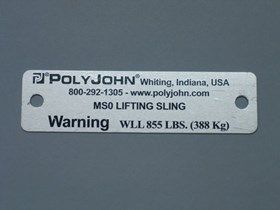 PJ® POLYJOHN® Whiting, Indiana, USA
800-292-1305 - www.polyjohn.com
MS0 LIFTING SLING
Warning WLL 855 LBS. (388 Kg)